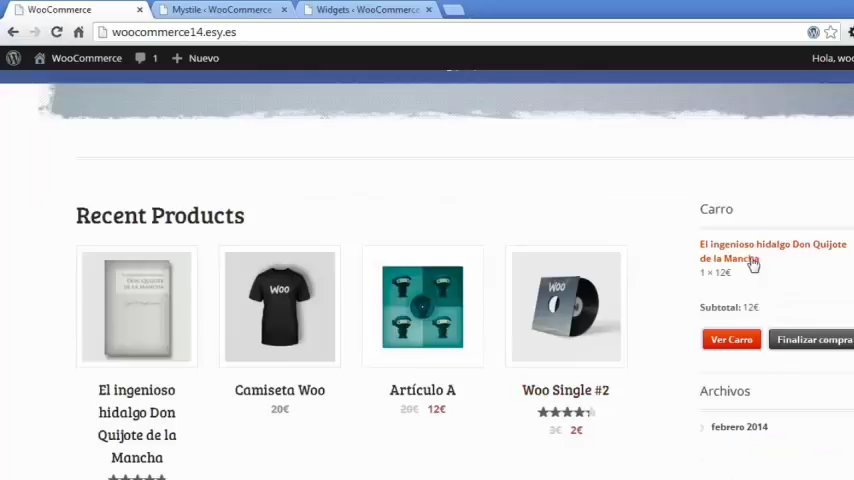 WooCommerce
Mystile ‹ WooCommerce
Widgets ‹ WooCommerce
woocommerce14.esy.es
WooCommerce
1
Nuevo
Hola, woo
Recent Products
Carro
El ingenioso hidalgo Don Quijote
de la Mancha
1 × 12€
Subtotal: 12€
Ver Carro
Finalizar compra
Archivos
febrero 2014
WOO
El ingenioso
hidalgo Don
Quijote de la
Mancha
Camiseta Woo
20€
Artículo A
20€ 12€
Woo Single #2
3€ 2€